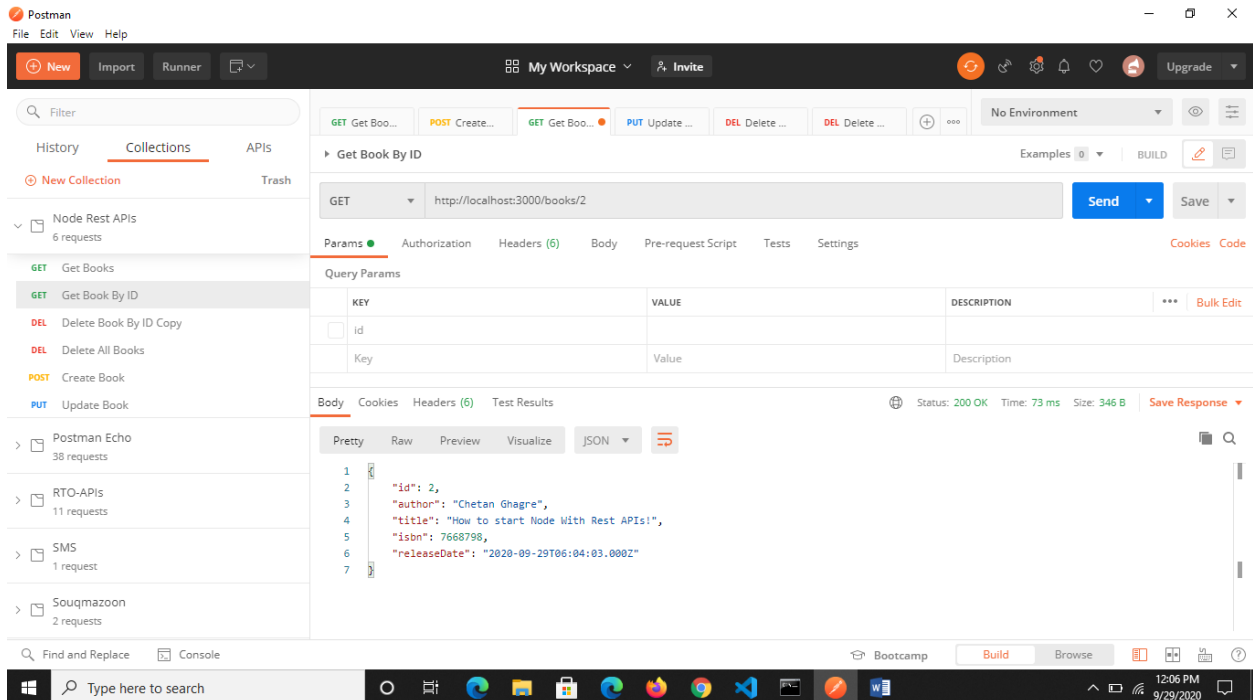 Postman
File Edit View Help
New Import Runner My Workspace Invite Upgrade
Filter
History Collections APIs
New Collection Trash
Node Rest APIs
6 requests
GET Get Books
GET Get Book By ID
DEL Delete Book By ID Copy
DEL Delete All Books
POST Create Book
PUT Update Book
Postman Echo
38 requests
RTO-APIs
11 requests
SMS
1 request
Souqmazoon
2 requests
GET Get Boo... POST Create... GET Get Boo... PUT Update ... DEL Delete ... DEL Delete ... No Environment
Get Book By ID Examples 0 BUILD
GET http://localhost:3000/books/2 Send Save
Params Authorization Headers (6) Body Pre-request Script Tests Settings Cookies Code
Query Params
KEY VALUE DESCRIPTION Bulk Edit
id
Key Value Description
Body Cookies Headers (6) Test Results Status: 200 OK Time: 73 ms Size: 346 B Save Response
Pretty Raw Preview Visualize JSON
1 {
2 "id": 2,
3 "author": "Chetan Ghagre",
4 "title": "How to start Node With Rest APIs!",
5 "isbn": 7668798,
6 "releaseDate": "2020-09-29T06:04:03.000Z"
7 }
Find and Replace Console Bootcamp Build Browse
Type here to search
12:06 PM
9/29/2020